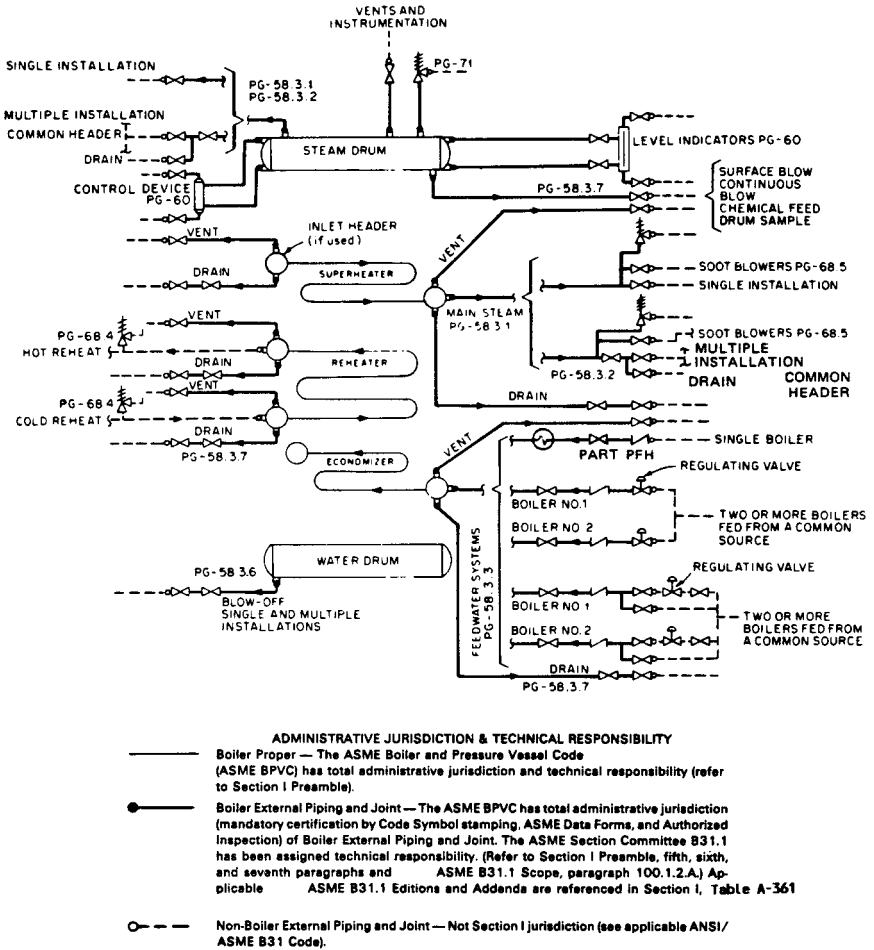 VENTS AND
INSTRUMENTATION
SINGLE INSTALLATION
PG-58.3.1
PG-58.3.2
PG-71
MULTIPLE INSTALLATION
COMMON HEADER
DRAIN
STEAM DRUM
LEVEL INDICATORS PG-60
CONTROL DEVICE
PG-60
PG-58.3.7
SURFACE BLOW
CONTINUOUS
BLOW
CHEMICAL FEED
DRUM SAMPLE
VENT
INLET HEADER
(if used)
VENT
DRAIN
SUPERHEATER
MAIN STEAM
PG-58.3.1
SOOT BLOWERS PG-68.5
SINGLE INSTALLATION
PG-68.4
VENT
HOT REHEAT
REHEATER
DRAIN
SOOT BLOWERS PG-68.5
MULTIPLE
INSTALLATION
PG-58.3.2
DRAIN
COMMON
HEADER
PG-68.4
VENT
COLD REHEAT
DRAIN
PG-58.3.7
DRAIN
VENT
ECONOMIZER
SINGLE BOILER
PART PFH
REGULATING VALVE
BOILER NO.1
BOILER NO 2
TWO OR MORE BOILERS
FED FROM A COMMON
SOURCE
WATER DRUM
PG-58 3.6
BLOW-OFF
SINGLE AND MULTIPLE
INSTALLATIONS
FEEDWATER SYSTEMS
PG-58.3.3
REGULATING VALVE
BOILER NO 1
BOILER NO. 2
TWO OR MORE
BOILERS FED FROM
A COMMON SOURCE
DRAIN
PG-58.3.7
ADMINISTRATIVE JURISDICTION & TECHNICAL RESPONSIBILITY
Boiler Proper — The ASME Boiler and Pressure Vessel Code
(ASME BPVC) has total administrative jurisdiction and technical responsibility (refer
to Section I Preamble).
Boiler External Piping and Joint — The ASME BPVC has total administrative jurisdiction
(mandatory certification by Code Symbol stamping, ASME Data Forms, and Authorized
Inspection) of Boiler External Piping and Joint. The ASME Section Committee B31.1
has been assigned technical responsibility. (Refer to Section I Preamble, fifth, sixth,
and seventh paragraphs and ASME B31.1 Scope, paragraph 100.1.2.A.) Ap-
plicable ASME B31.1 Editions and Addenda are referenced in Section I, Table A-361
Non-Boiler External Piping and Joint — Not Section I jurisdiction (see applicable ANSI/
ASME B31 Code).